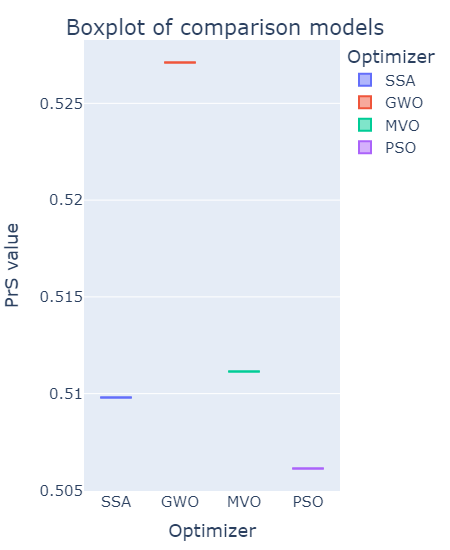 Boxplot of comparison models
Optimizer
SSA
GWO
MVO
PSO
PrS value
0.525
0.52
0.515
0.51
0.505
SSA GWO MVO PSO
Optimizer